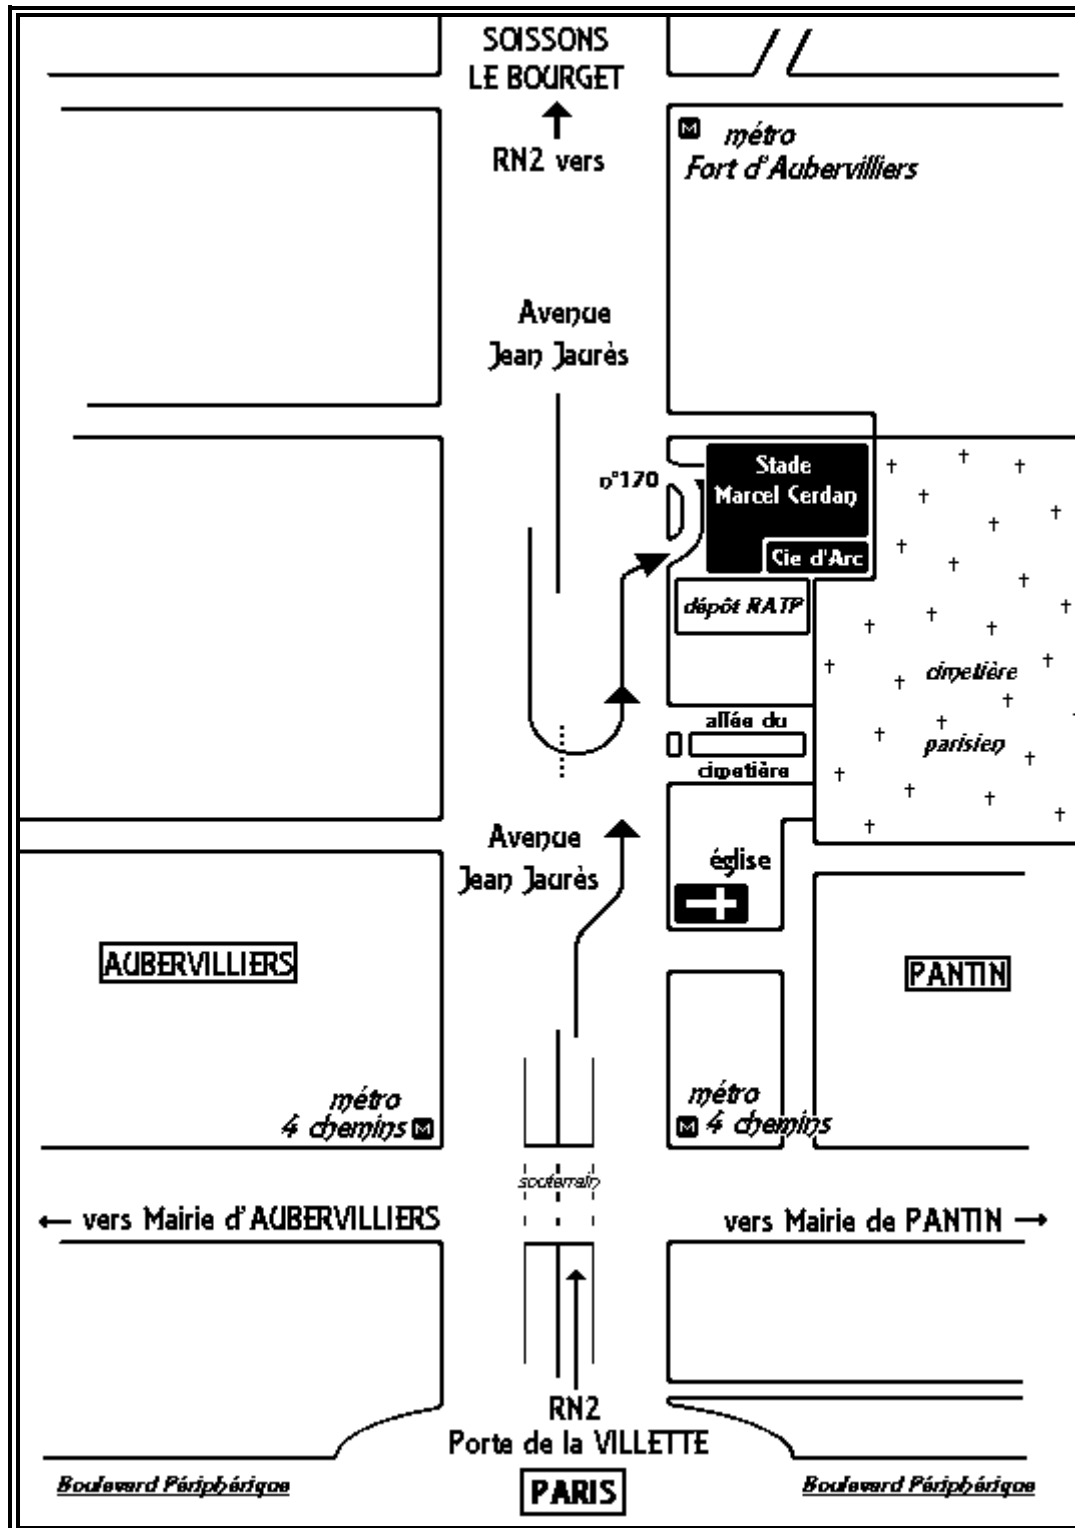 SOISSONS
LE BOURGET
RN2 vers
M métro
Fort d'Aubervilliers
Avenue
Jean Jaurès
n°170
Stade
Marcel Cerdan
Cie d'Arc
dépôt RATP
cimetière
parisien
allée du
cimetière
Avenue
Jean Jaurès
église
AUBERVILLIERS
PANTIN
métro
4 chemins M
métro
M 4 chemins
souterrain
← vers Mairie d'AUBERVILLIERS
vers Mairie de PANTIN →
RN2
Porte de la VILLETTE
Boulevard Périphérique
PARIS
Boulevard Périphérique